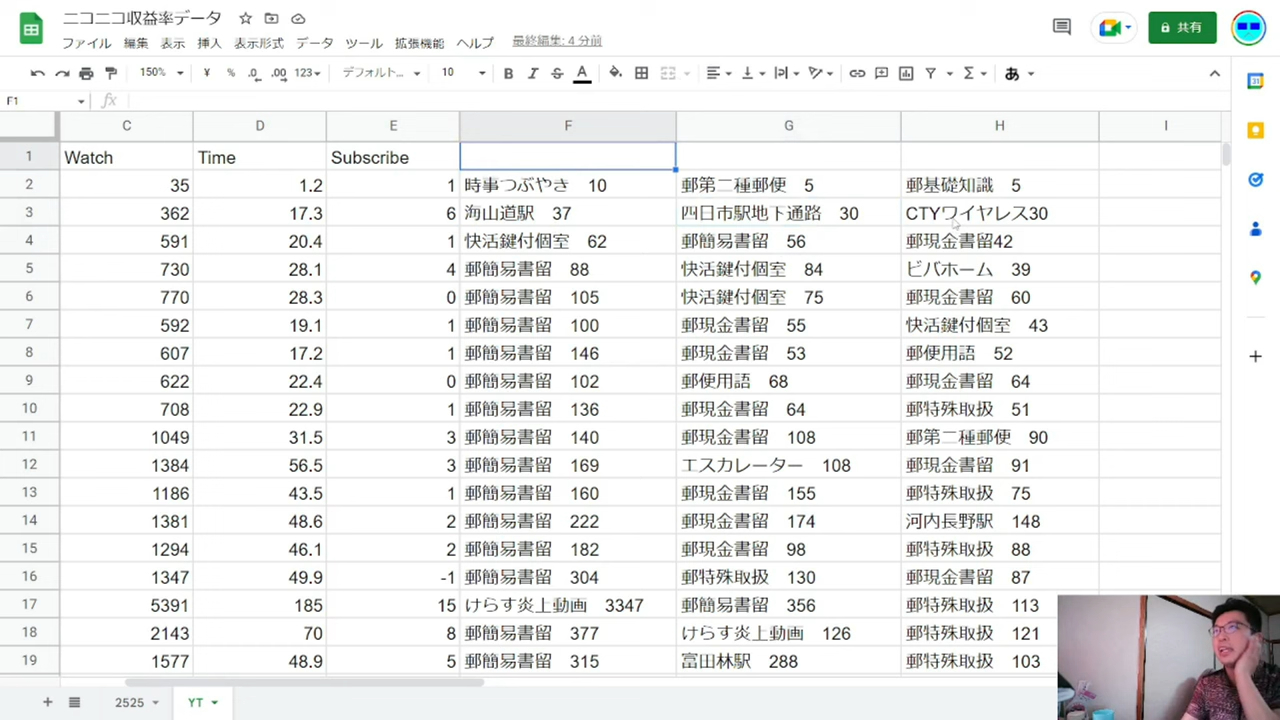 ニコニコ収益率データ
ファイル 編集 表示 挿入 表示形式 データ ツール 拡張機能 ヘルプ 最終編集: 4 分前
共有
150% ¥ % .0 .00 123 デフォルト... 10 B I S A あ
F1 fx
C D E F G H I
1 Watch Time Subscribe
2 35 1.2 1 時事つぶやき 10 郵第二種郵便 5 郵基礎知識 5
3 362 17.3 6 海山道駅 37 四日市駅地下通路 30 CTYワイヤレス30
4 591 20.4 1 快活鍵付個室 62 郵簡易書留 56 郵現金書留42
5 730 28.1 4 郵簡易書留 88 快活鍵付個室 84 ビバホーム 39
6 770 28.3 0 郵簡易書留 105 快活鍵付個室 75 郵現金書留 60
7 592 19.1 1 郵簡易書留 100 郵現金書留 55 快活鍵付個室 43
8 607 17.2 1 郵簡易書留 146 郵現金書留 53 郵便用語 52
9 622 22.4 0 郵簡易書留 102 郵便用語 68 郵現金書留 64
10 708 22.9 1 郵簡易書留 136 郵現金書留 64 郵特殊取扱 51
11 1049 31.5 3 郵簡易書留 140 郵現金書留 108 郵第二種郵便 90
12 1384 56.5 3 郵簡易書留 169 エスカレーター 108 郵現金書留 91
13 1186 43.5 1 郵簡易書留 160 郵現金書留 155 郵特殊取扱 75
14 1381 48.6 2 郵簡易書留 222 郵現金書留 174 河内長野駅 148
15 1294 46.1 2 郵簡易書留 182 郵現金書留 98 郵特殊取扱 88
16 1347 49.9 -1 郵簡易書留 304 郵特殊取扱 130 郵現金書留 87
17 5391 185 15 けらす炎上動画 3347 郵簡易書留 356 郵特殊取扱 113
18 2143 70 8 郵簡易書留 377 けらす炎上動画 126 郵特殊取扱 121
19 1577 48.9 5 郵簡易書留 315 富田林駅 288 郵特殊取扱 103
2525 YT